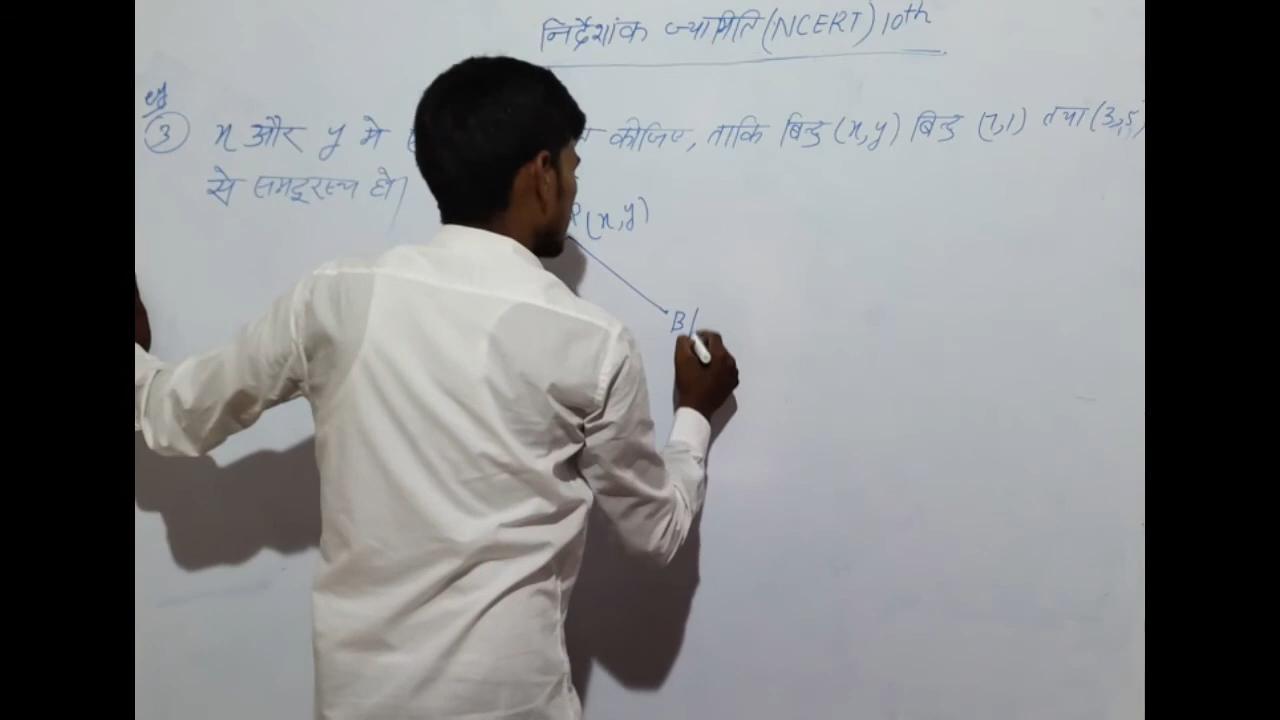 निर्देशांक ज्यामिति (NCERT) 10th
③ x और y मे कीजिए, ताकि बिन्दु (x,y) बिन्दु (7,1) तथा (3,5)
से समदूरस्थ हो।
P(x,y)
B(